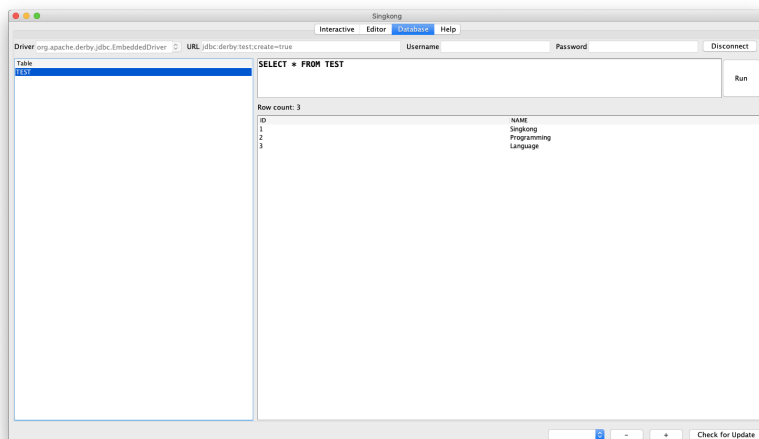 Singkong
Interactive Editor Database Help
Driver org.apache.derby.jdbc.EmbeddedDriver URL jdbc:derby:test;create=true Username Password Disconnect
Table
TEST
SELECT * FROM TEST
Run
Row count: 3
ID NAME
1 Singkong
2 Programming
3 Language
- + Check for Update